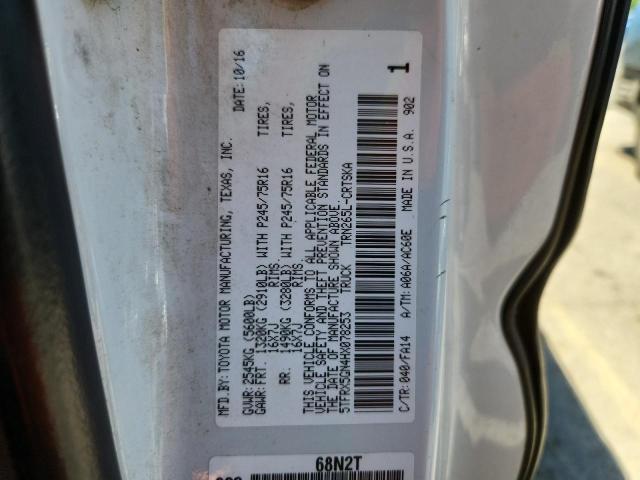 MFD.BY: TOYOTA MOTOR MANUFACTURING, TEXAS, INC. DATE: 10/16
GVWR: 2545KG (5600LB)
GAWR: FRT. 1320KG (2910LB) WITH P245/75R16 TIRES,
16X7J RIMS.
RR. 1490KG (3280LB) WITH P245/75R16 TIRES,
16X7J RIMS.
THIS VEHICLE CONFORMS TO ALL APPLICABLE FEDERAL MOTOR
VEHICLE SAFETY AND THEFT PREVENTION STANDARDS IN EFFECT ON
THE DATE OF MANUFACTURE SHOWN ABOVE.
5TFRX5GN4HX078253 TRUCK TRN265L-CRTSKA
1
C/TR: 040/FA14 A/TM: A06A/AC60E MADE IN U.S.A. 902
68N2T